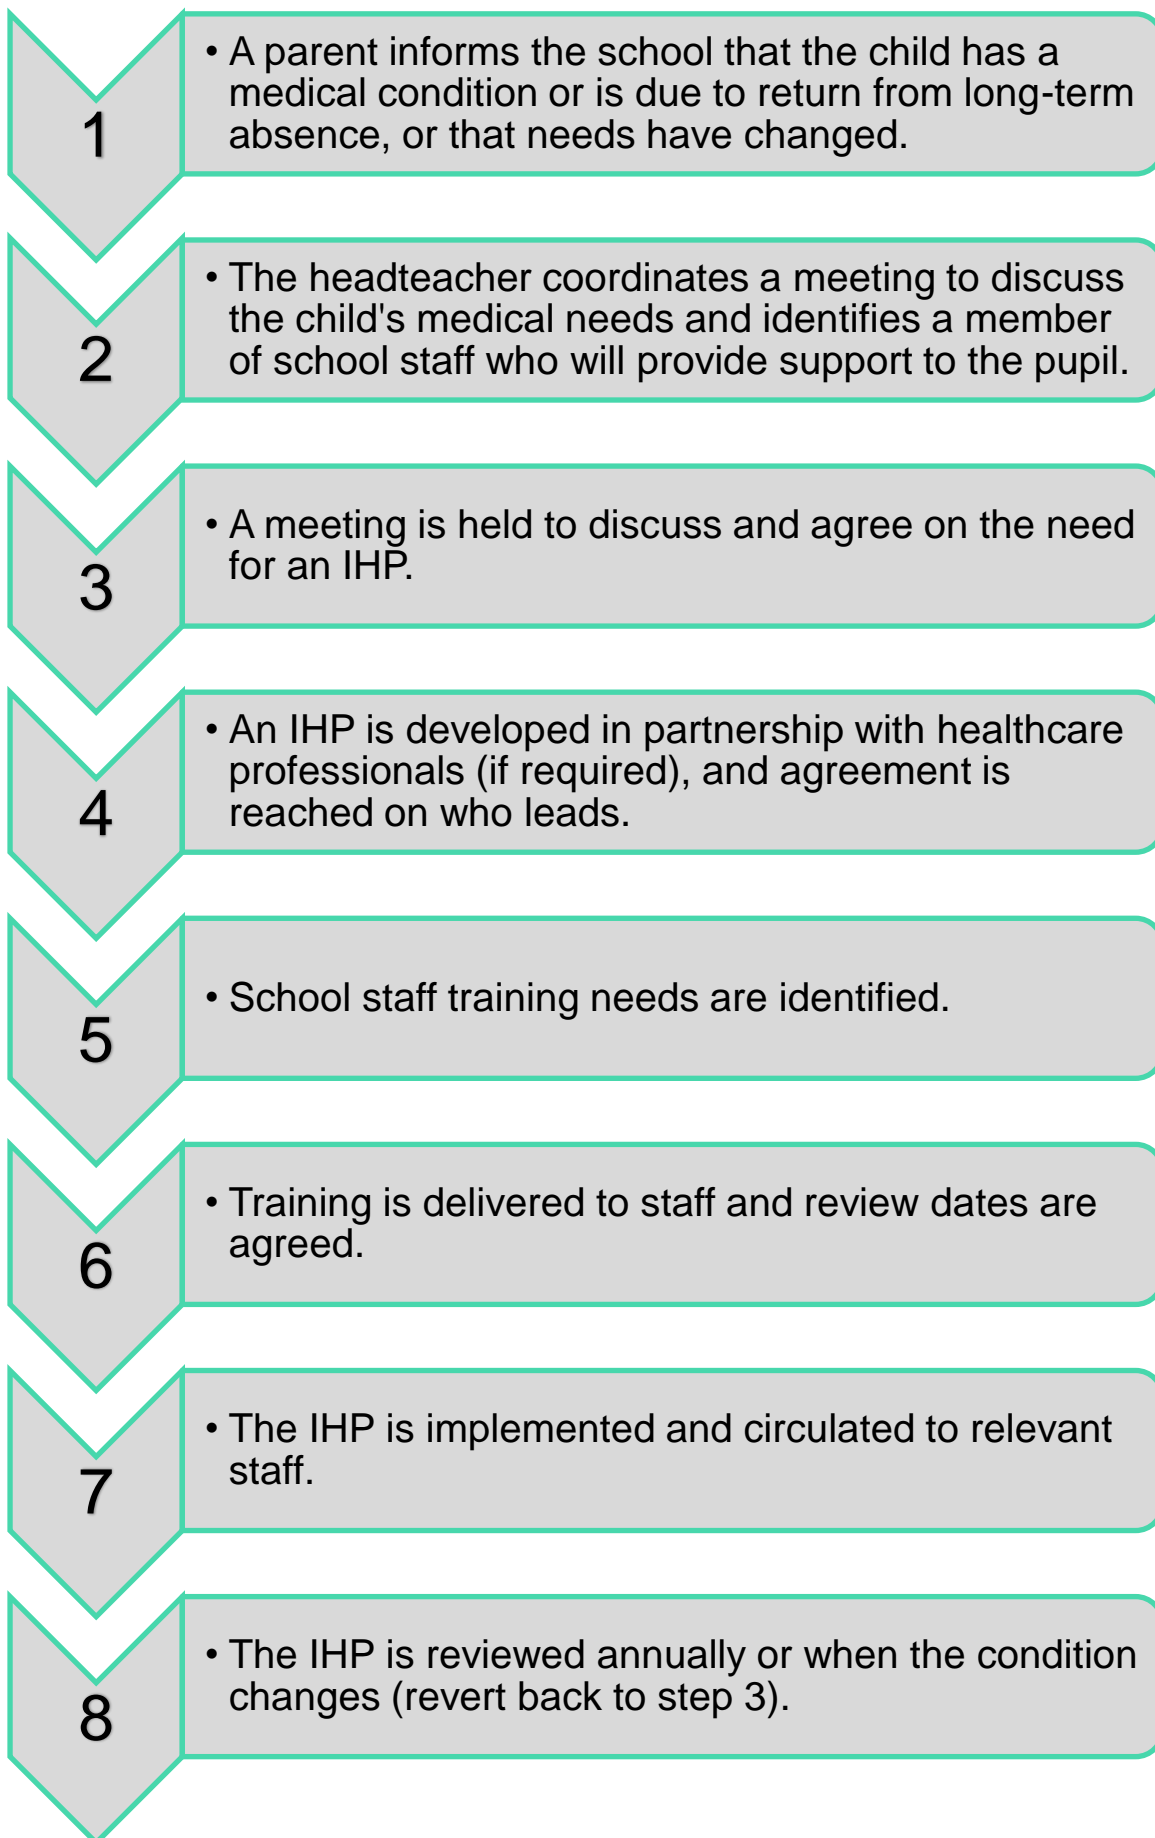 1
• A parent informs the school that the child has a
medical condition or is due to return from long-term
absence, or that needs have changed.
2
• The headteacher coordinates a meeting to discuss
the child's medical needs and identifies a member
of school staff who will provide support to the pupil.
3
• A meeting is held to discuss and agree on the need
for an IHP.
4
• An IHP is developed in partnership with healthcare
professionals (if required), and agreement is
reached on who leads.
5
• School staff training needs are identified.
6
• Training is delivered to staff and review dates are
agreed.
7
• The IHP is implemented and circulated to relevant
staff.
8
• The IHP is reviewed annually or when the condition
changes (revert back to step 3).